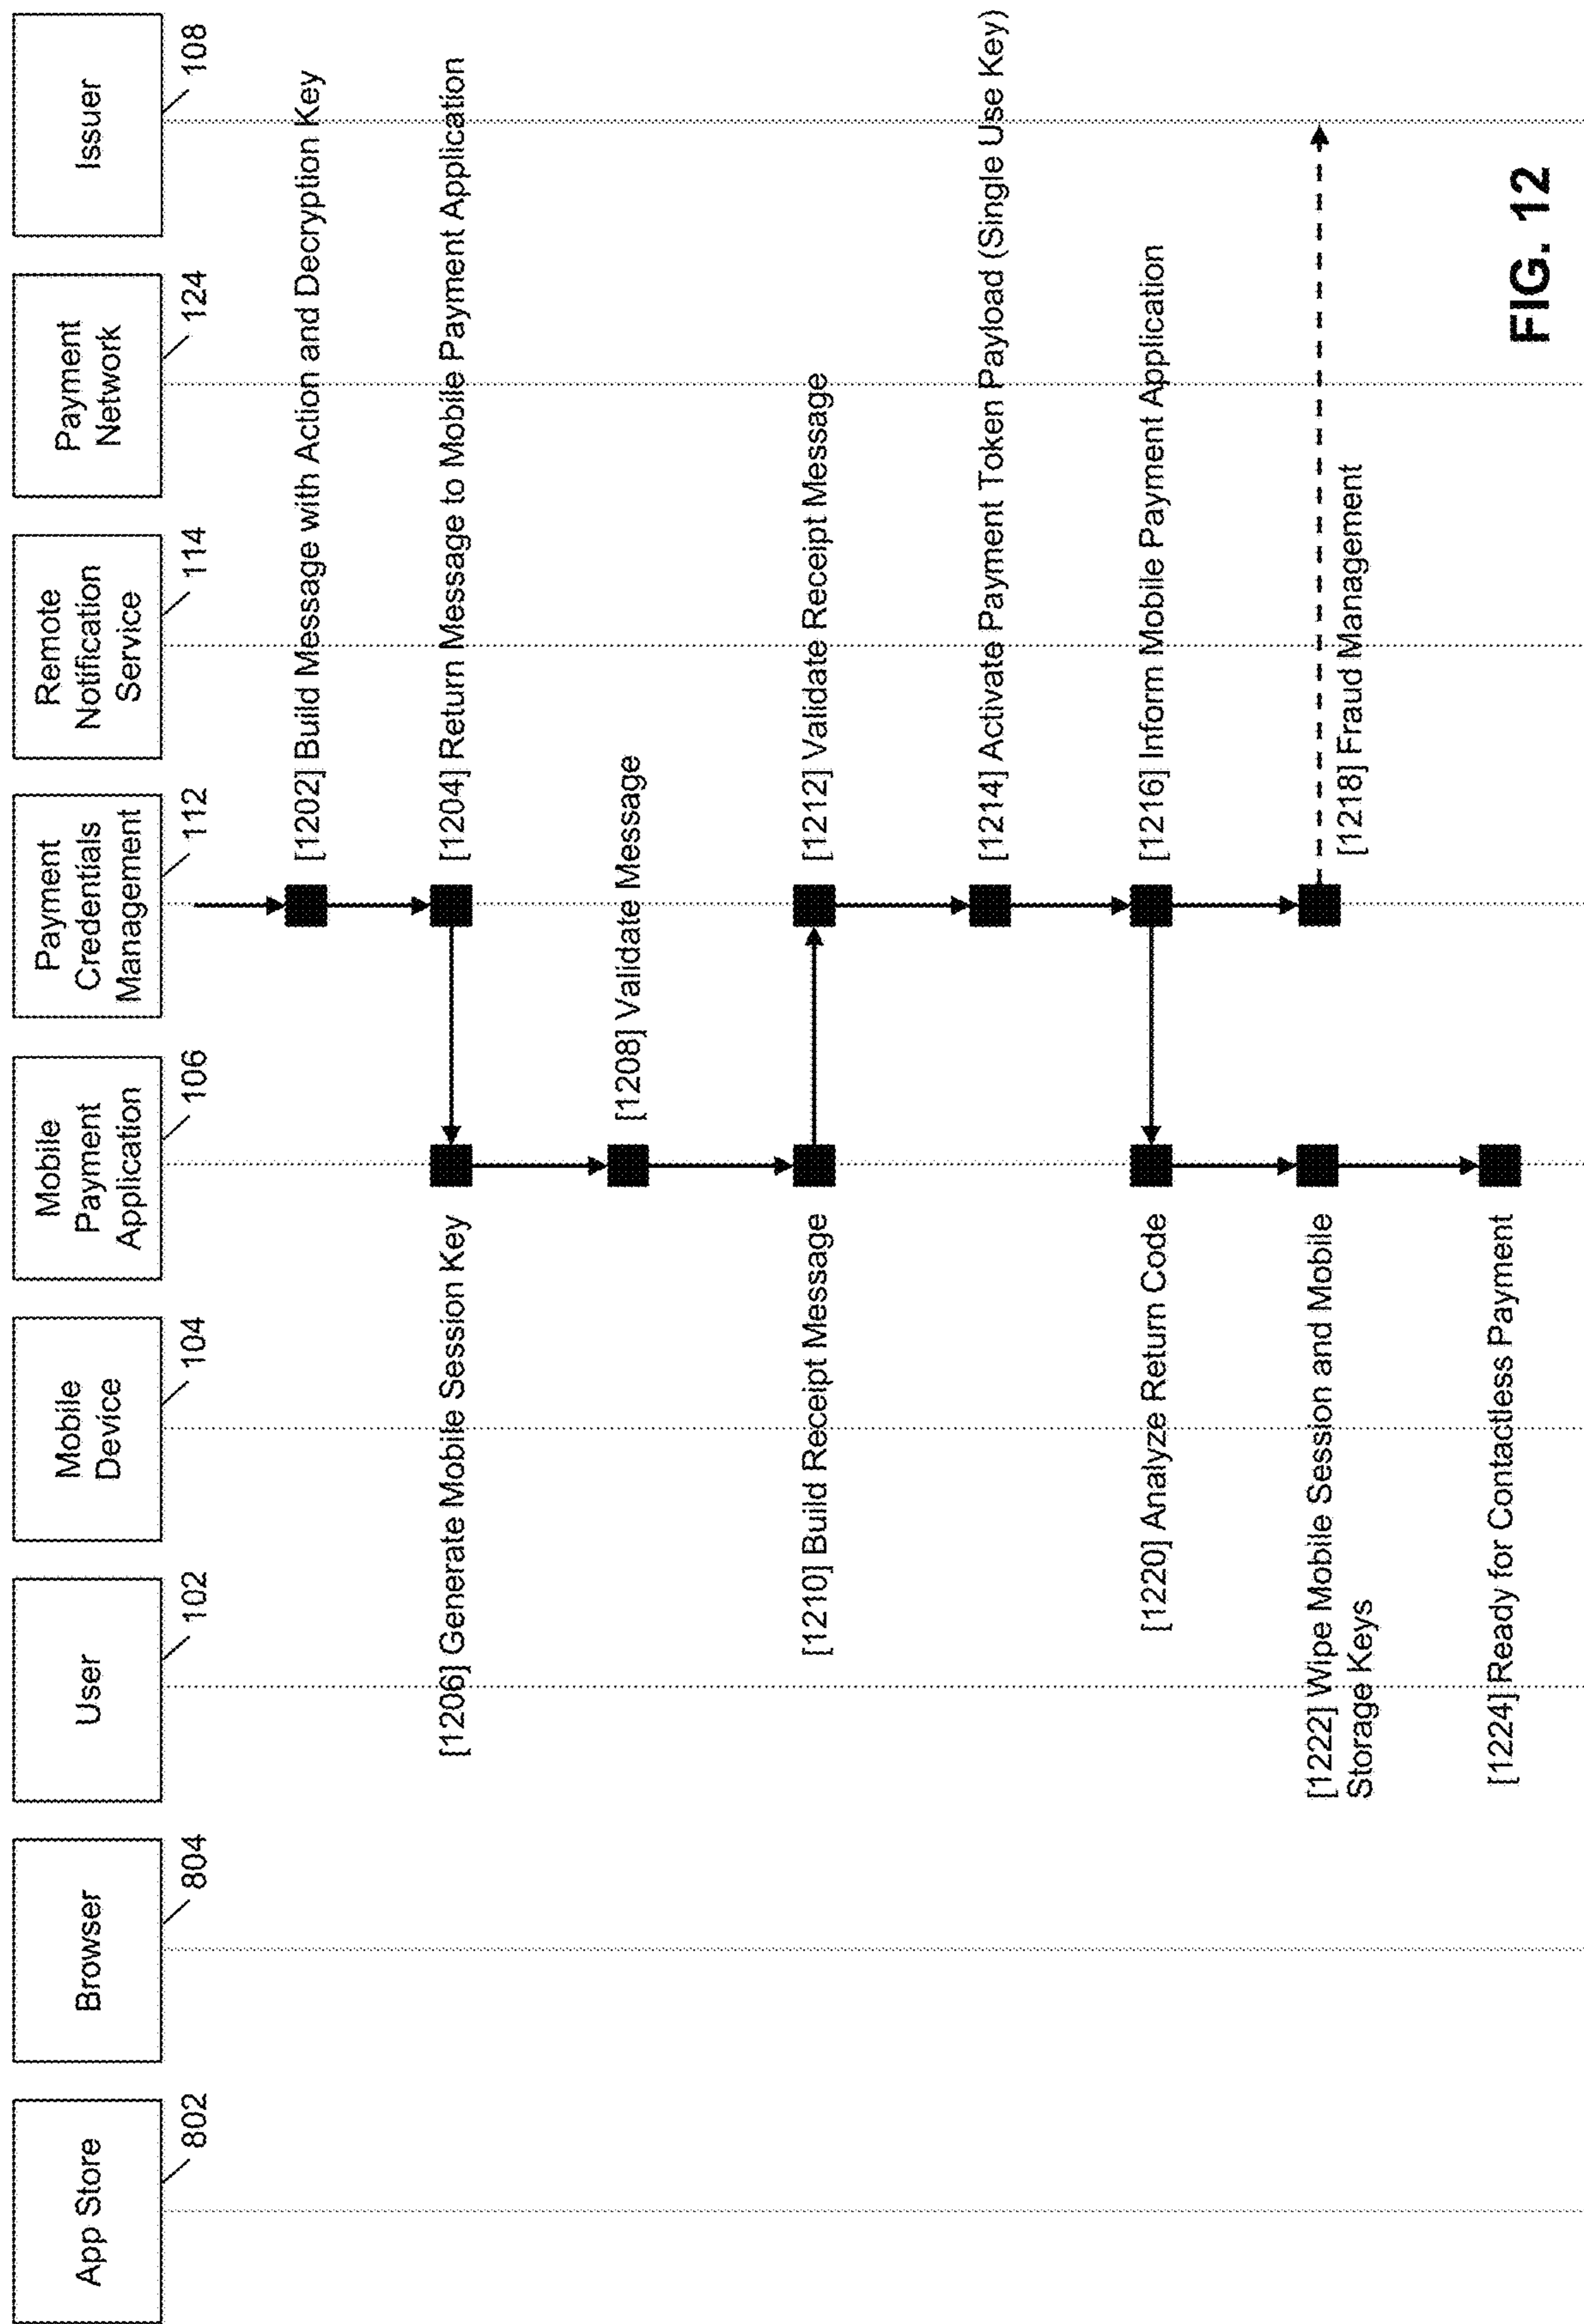 App Store
802
Browser
804
User
102
Mobile
Device
104
Mobile
Payment
Application
106
Payment
Credentials
Management
112
Remote
Notification
Service
114
Payment
Network
124
Issuer
108
[1202] Build Message with Action and Decryption Key
[1204] Return Message to Mobile Payment Application
[1206] Generate Mobile Session Key
[1208] Validate Message
[1210] Build Receipt Message
[1212] Validate Receipt Message
[1214] Activate Payment Token Payload (Single Use Key)
[1216] Inform Mobile Payment Application
[1220] Analyze Return Code
[1218] Fraud Management
[1222] Wipe Mobile Session and Mobile
Storage Keys
[1224] Ready for Contactless Payment
FIG. 12